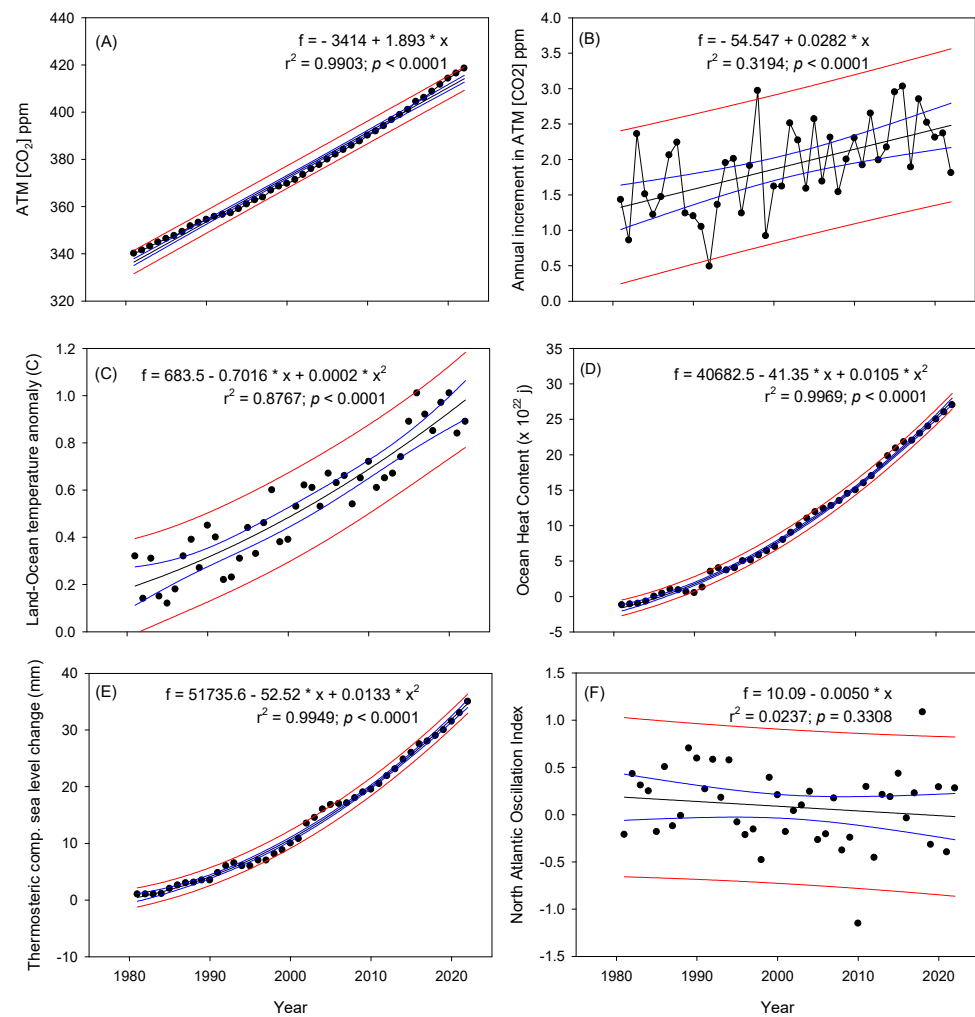 (A)
f = - 3414 + 1.893 * x
r² = 0.9903; p < 0.0001
ATM [CO₂] ppm
440
420
400
380
360
340
320
(B)
f = - 54.547 + 0.0282 * x
r² = 0.3194; p < 0.0001
Annual increment in ATM [CO2] ppm
4.0
3.5
3.0
2.5
2.0
1.5
1.0
0.5
0.0
(C)
f = 683.5 - 0.7016 * x + 0.0002 * x²
r² = 0.8767; p < 0.0001
Land-Ocean temperature anomaly (C)
1.2
1.0
0.8
0.6
0.4
0.2
0.0
(D)
f = 40682.5 - 41.35 * x + 0.0105 * x²
r² = 0.9969; p < 0.0001
Ocean Heat Content (x 10²² j)
35
30
25
20
15
10
5
0
-5
(E)
f = 51735.6 - 52.52 * x + 0.0133 * x²
r² = 0.9949; p < 0.0001
Thermosteric comp. sea level change (mm)
40
30
20
10
0
-10
1980 1990 2000 2010 2020
Year
(F)
f = 10.09 - 0.0050 * x
r² = 0.0237; p = 0.3308
North Atlantic Oscillation Index
1.5
1.0
0.5
0.0
-0.5
-1.0
-1.5
1980 1990 2000 2010 2020
Year